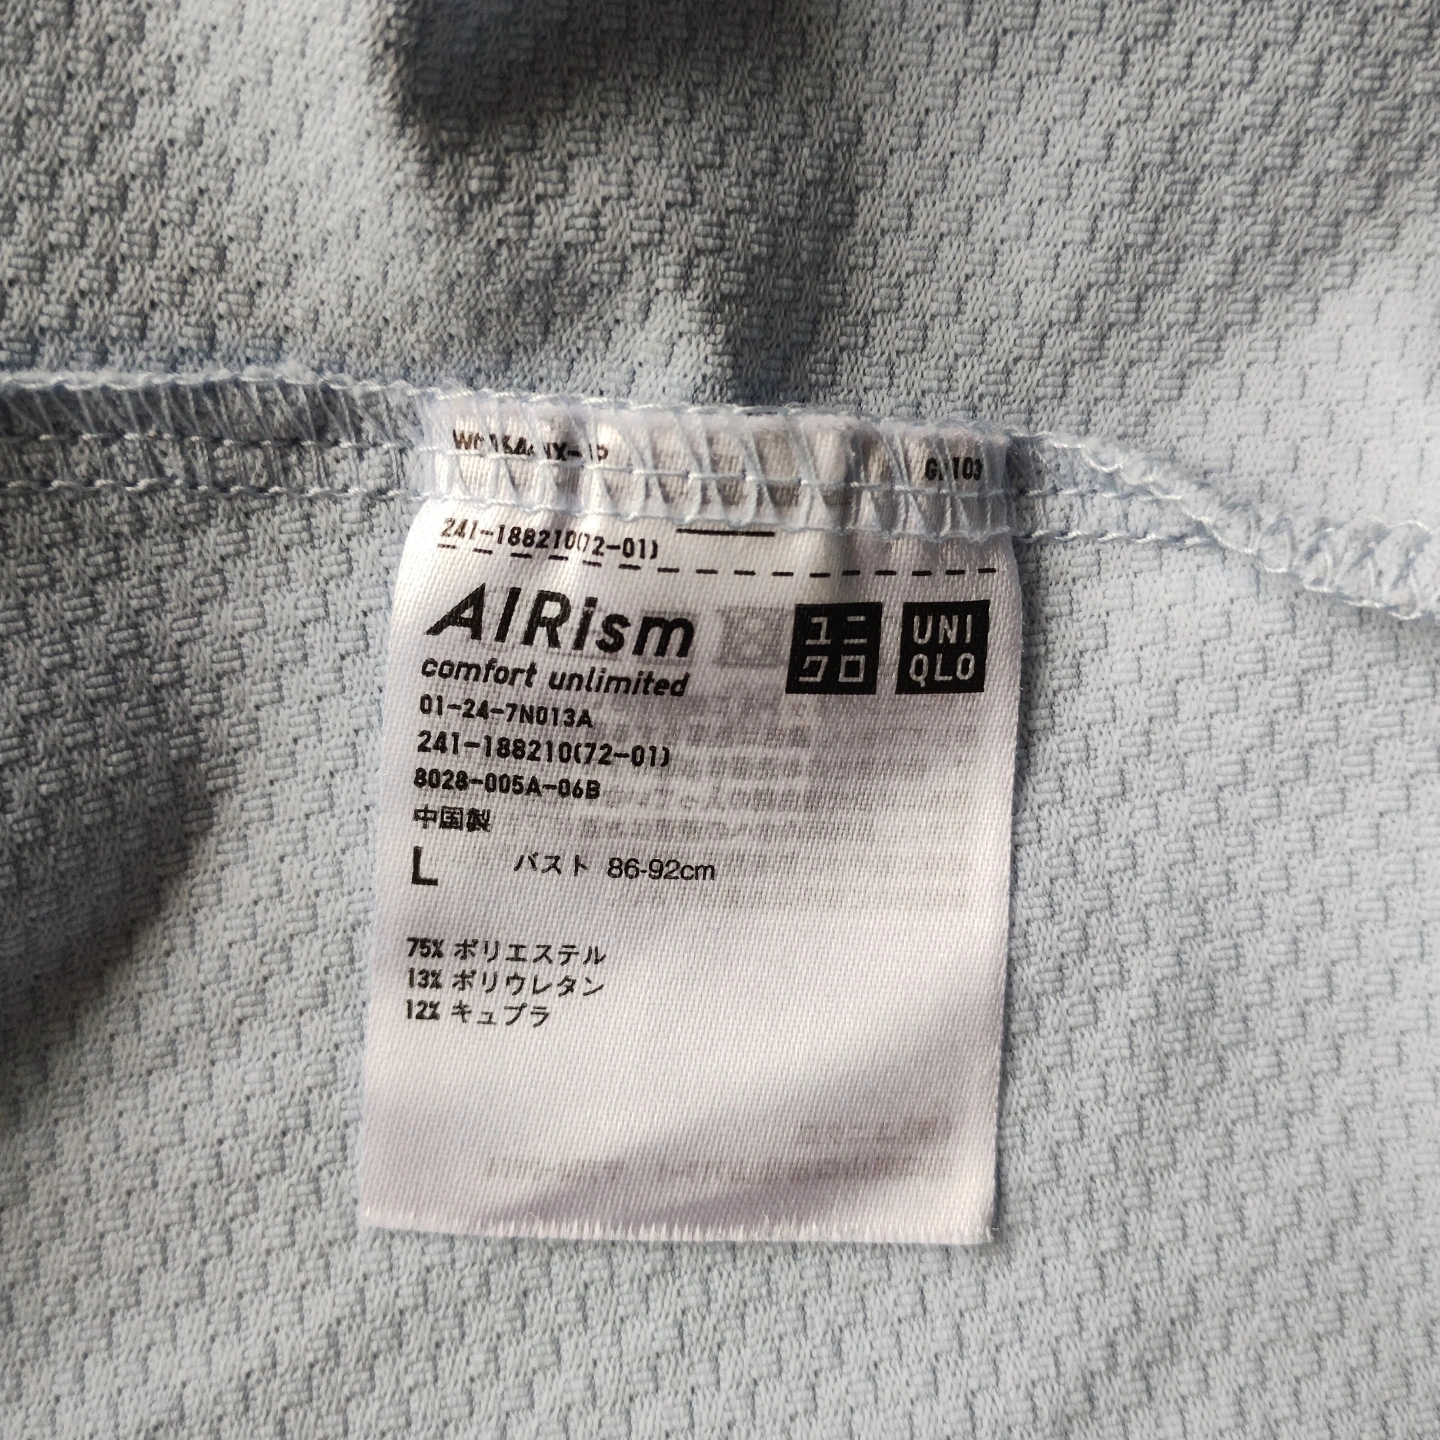 241-188210(72-01)
AIRism
comfort unlimited
ユニ
クロ
UNI
QLO
01-24-7N013A
241-188210(72-01)
8028-005A-06B
中国製
L バスト 86-92cm
75% ポリエステル
13% ポリウレタン
12% キュプラ